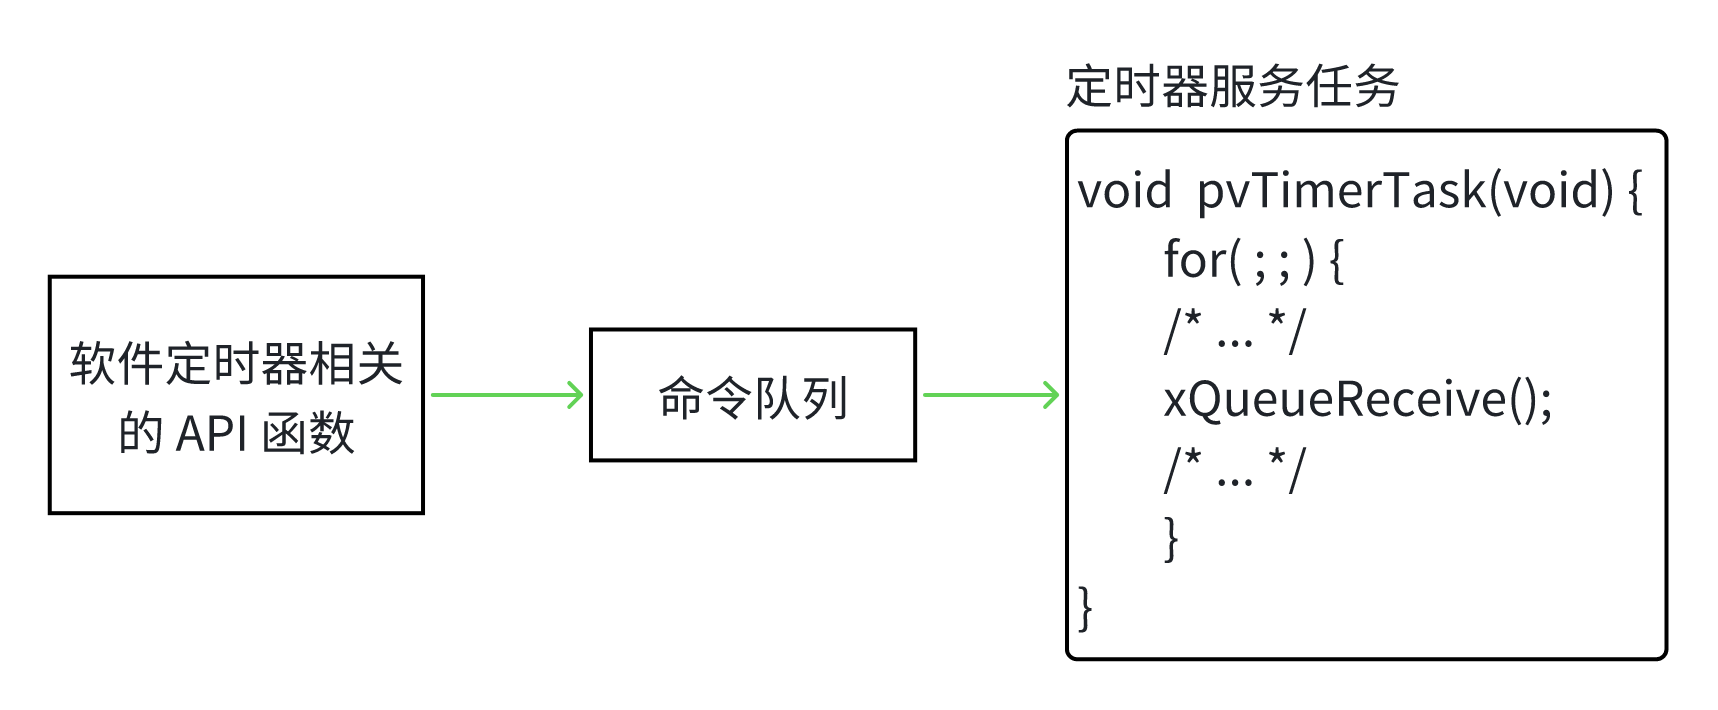 定时器服务任务
软件定时器相关
的 API 函数
命令队列
void pvTimerTask(void) {
for( ; ; ) {
/* ... */
xQueueReceive();
/* ... */
}
}